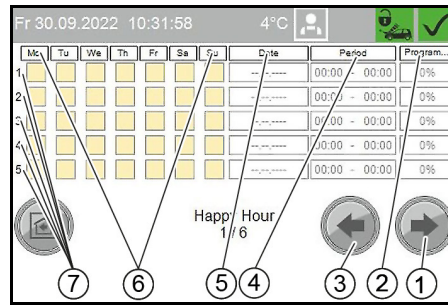 Fr 30.09.2022 10:31:58 4°C
Mo Tu We Th Fr Sa Su Date Period Program...
1 --.--.---- 00:00 - 00:00 0%
2 --.--.---- 00:00 - 00:00 0%
3 --.--.---- 00:00 - 00:00 0%
4 --.--.---- 00:00 - 00:00 0%
5 --.--.---- 00:00 - 00:00 0%
Happy Hour
1 / 6
7 6 5 4 3 2 1